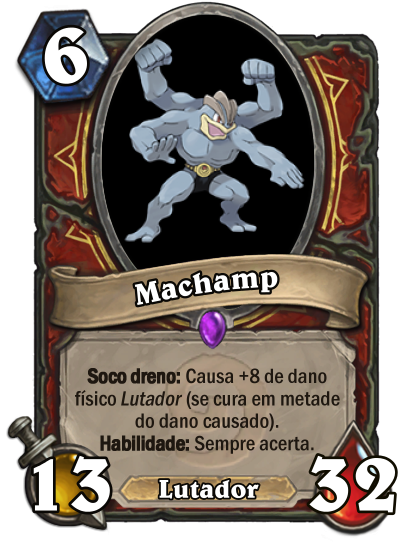 6
Machamp
Soco dreno: Causa +8 de dano
físico Lutador (se cura em metade
do dano causado).
Habilidade: Sempre acerta.
13
Lutador
32